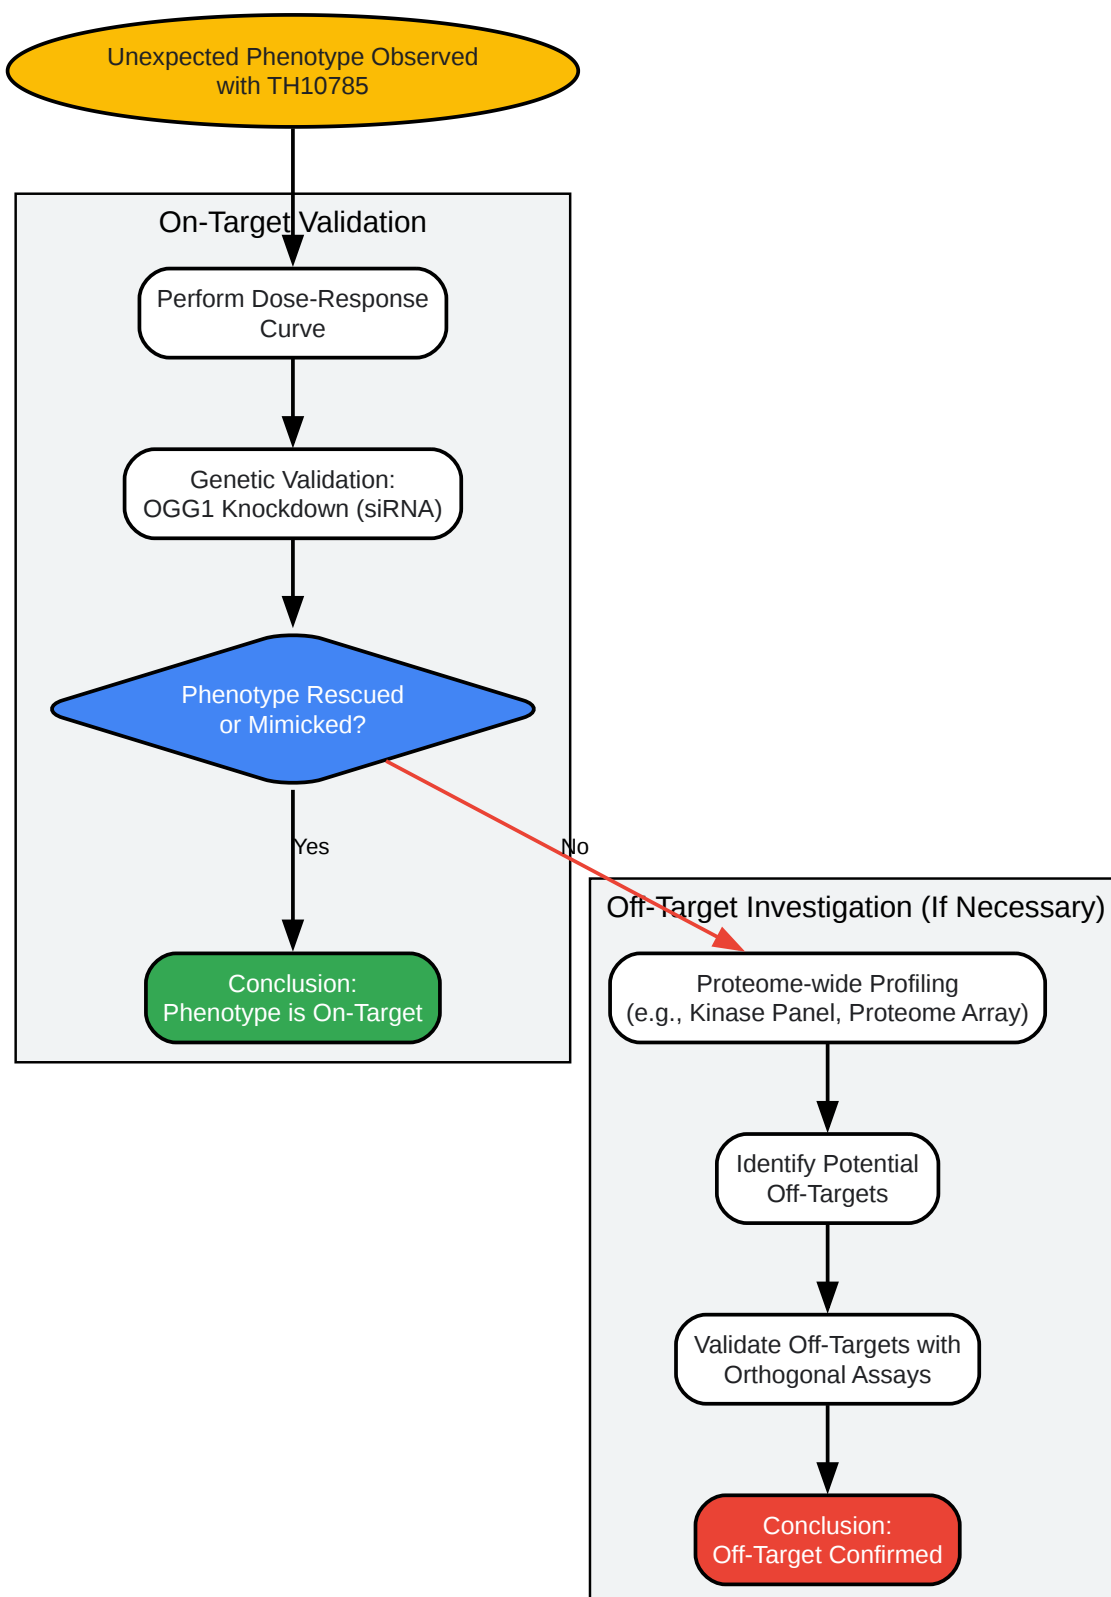 Unexpected Phenotype Observed
with TH10785
On-Target Validation
Perform Dose-Response
Curve
Genetic Validation:
OGG1 Knockdown (siRNA)
Phenotype Rescued
or Mimicked?
Yes
No
Conclusion:
Phenotype is On-Target
Off-Target Investigation (If Necessary)
Proteome-wide Profiling
(e.g., Kinase Panel, Proteome Array)
Identify Potential
Off-Targets
Validate Off-Targets with
Orthogonal Assays
Conclusion:
Off-Target Confirmed